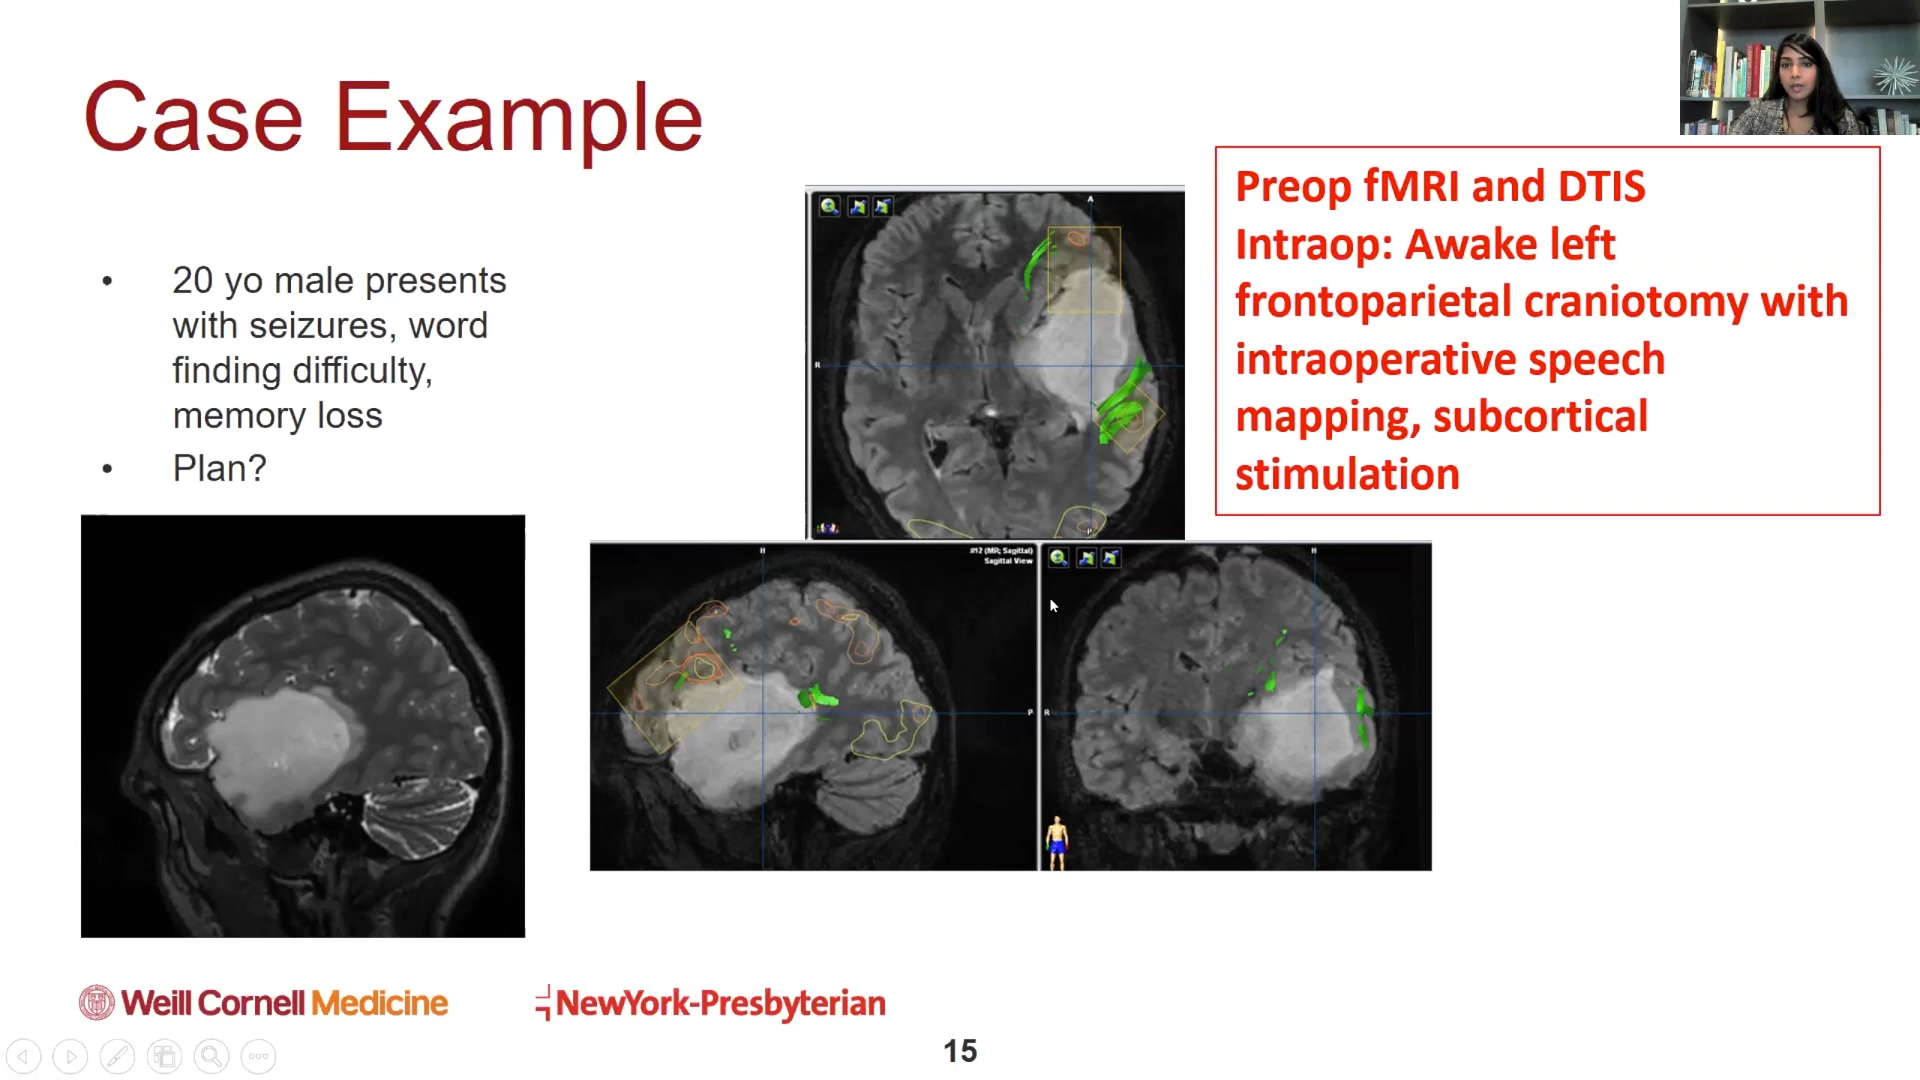 Case Example
• 20 yo male presents
with seizures, word
finding difficulty,
memory loss
• Plan?
A
R
P
Preop fMRI and DTIS
Intraop: Awake left
frontoparietal craniotomy with
intraoperative speech
mapping, subcortical
stimulation
H
#12 (MR; Sagittal)
Sagittal View
P
H
R
Weill Cornell Medicine
NewYork-Presbyterian
15